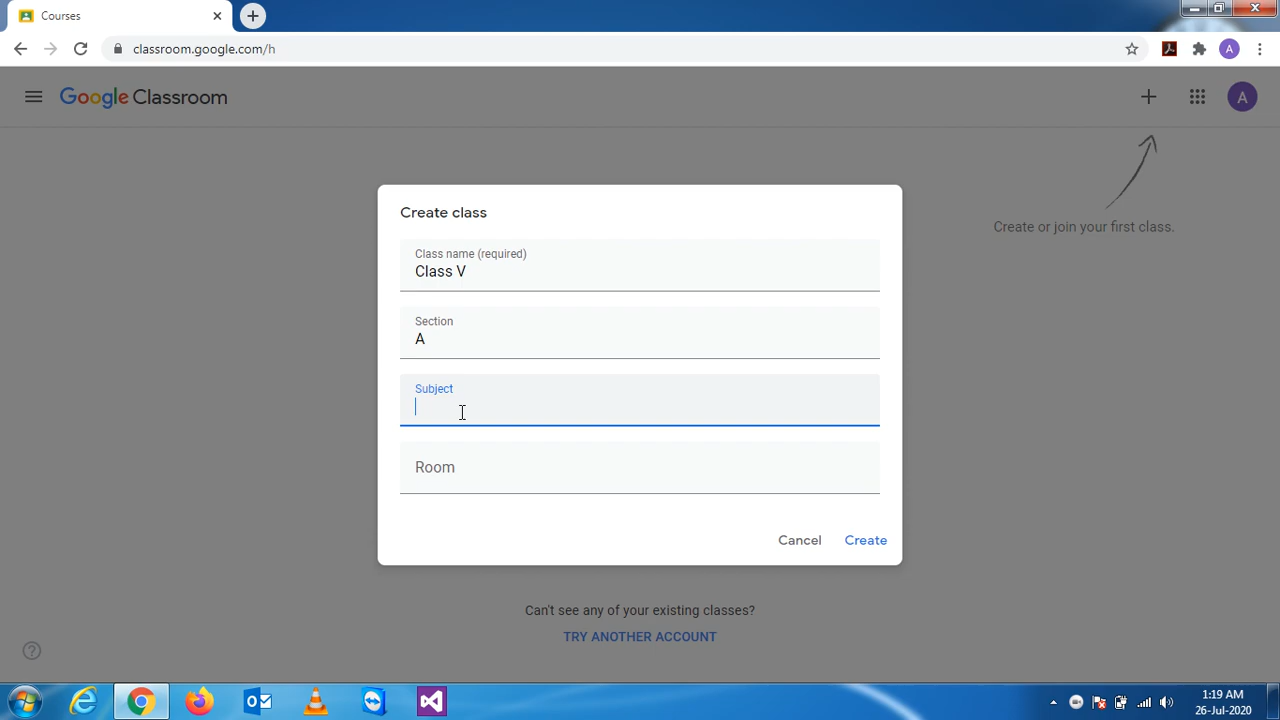 Courses
classroom.google.com/h
A
Google Classroom
A
Create or join your first class.
Create class
Class name (required)
Class V
Section
A
Subject
Room
Cancel
Create
Can't see any of your existing classes?
TRY ANOTHER ACCOUNT
1:19 AM
26-Jul-2020